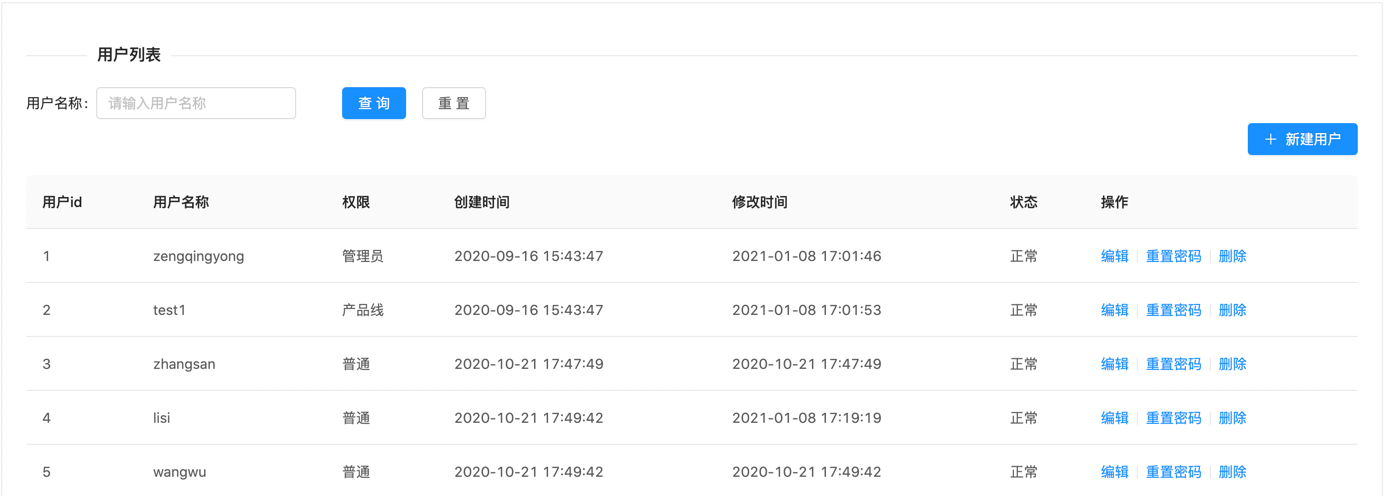 用户列表
用户名称: 请输入用户名称 查 询 重 置
+ 新建用户
用户id 用户名称 权限 创建时间 修改时间 状态 操作
1 zengqingyong 管理员 2020-09-16 15:43:47 2021-01-08 17:01:46 正常 编辑 重置密码 删除
2 test1 产品线 2020-09-16 15:43:47 2021-01-08 17:01:53 正常 编辑 重置密码 删除
3 zhangsan 普通 2020-10-21 17:47:49 2020-10-21 17:47:49 正常 编辑 重置密码 删除
4 lisi 普通 2020-10-21 17:49:42 2021-01-08 17:19:19 正常 编辑 重置密码 删除
5 wangwu 普通 2020-10-21 17:49:42 2020-10-21 17:49:42 正常 编辑 重置密码 删除